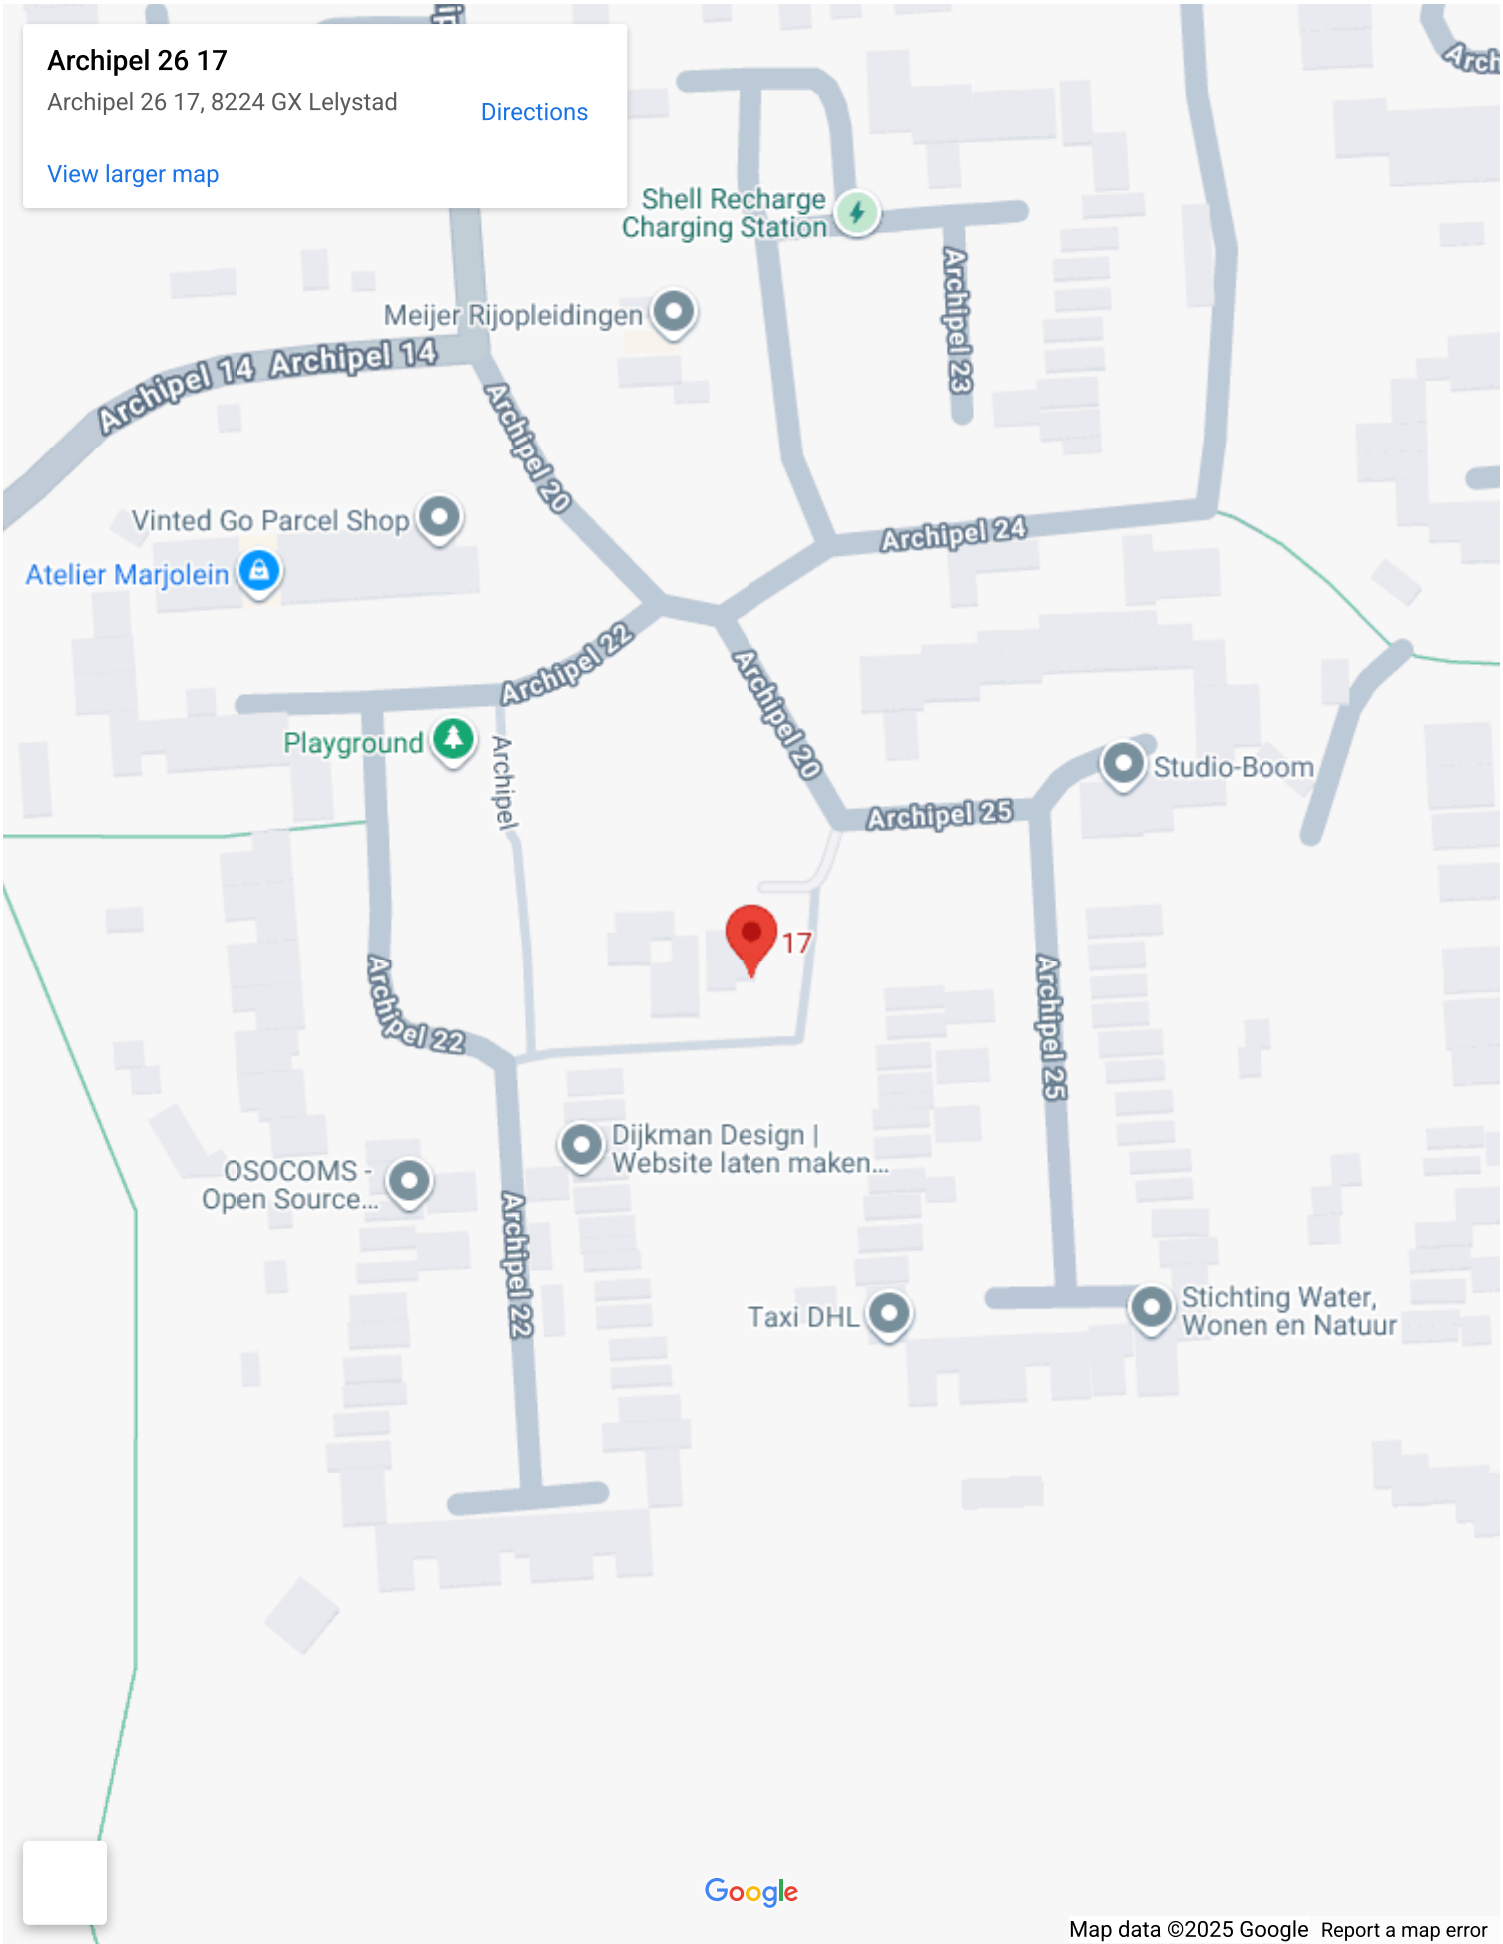 Archipel 26 17
Archipel 26 17, 8224 GX Lelystad
Directions
View larger map
Arch
Shell Recharge
Charging Station
Archipel 23
Meijer Rijopleidingen
Archipel 14
Archipel 14
Archipel 20
Vinted Go Parcel Shop
Archipel 24
Atelier Marjolein
Archipel 22
Archipel 20
Playground
Archipel
Studio-Boom
Archipel 25
17
Archipel 22
Archipel 25
Dijkman Design |
Website laten maken...
OSOCOMS -
Open Source...
Archipel 22
Taxi DHL
Stichting Water,
Wonen en Natuur
Google
Map data ©2025 Google
Report a map error